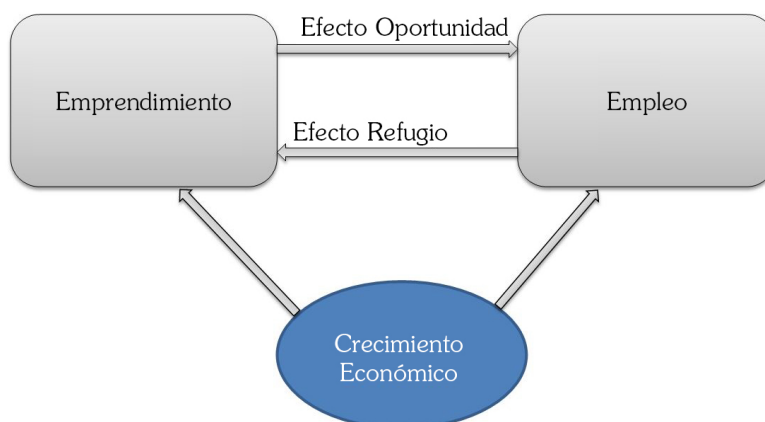 Efecto Oportunidad
Emprendimiento
Empleo
Efecto Refugio
Crecimiento
Económico